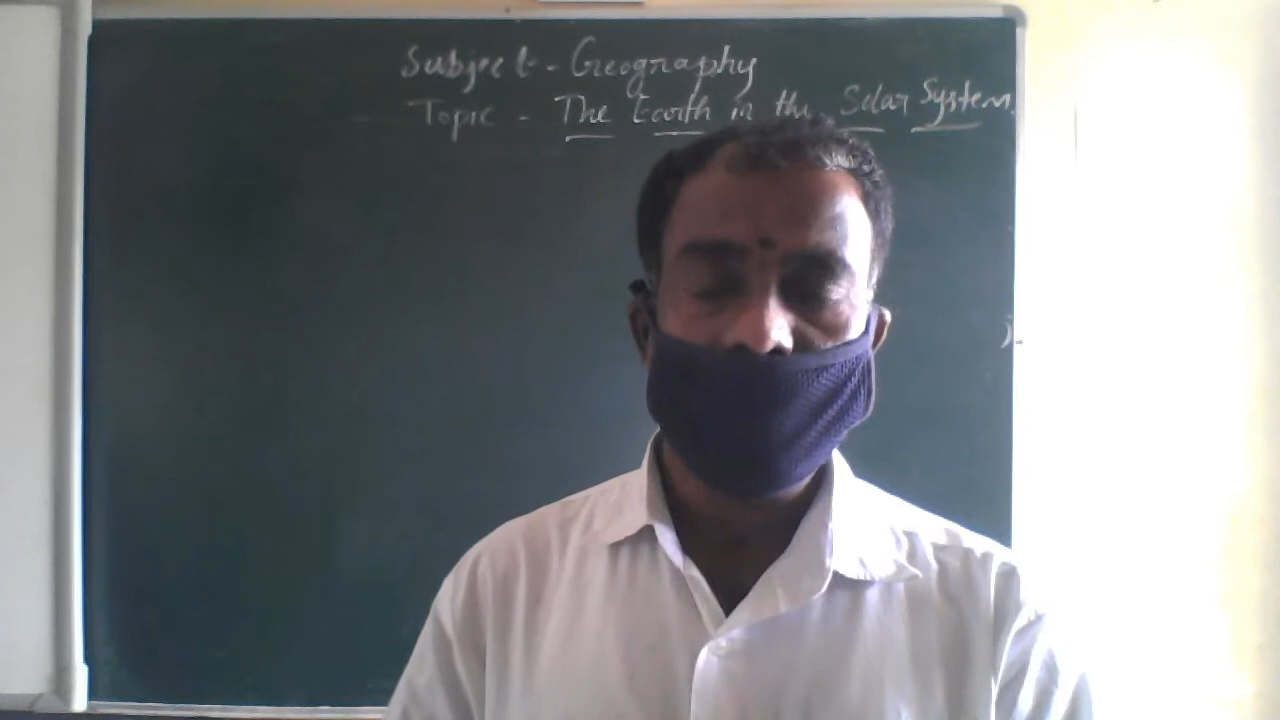 Subject - Geography
Topic - The Earth in the Solar System.